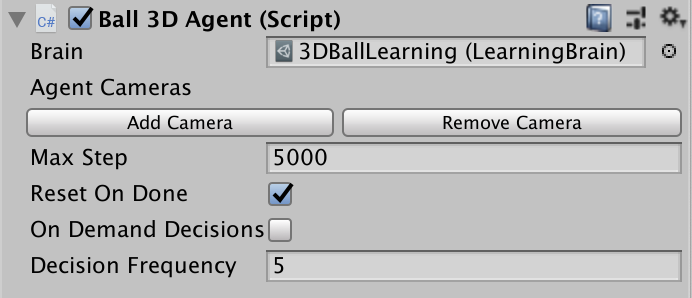 C# Ball 3D Agent (Script)
Brain 3DBallLearning (LearningBrain)
Agent Cameras
Add Camera Remove Camera
Max Step 5000
Reset On Done
On Demand Decisions
Decision Frequency 5